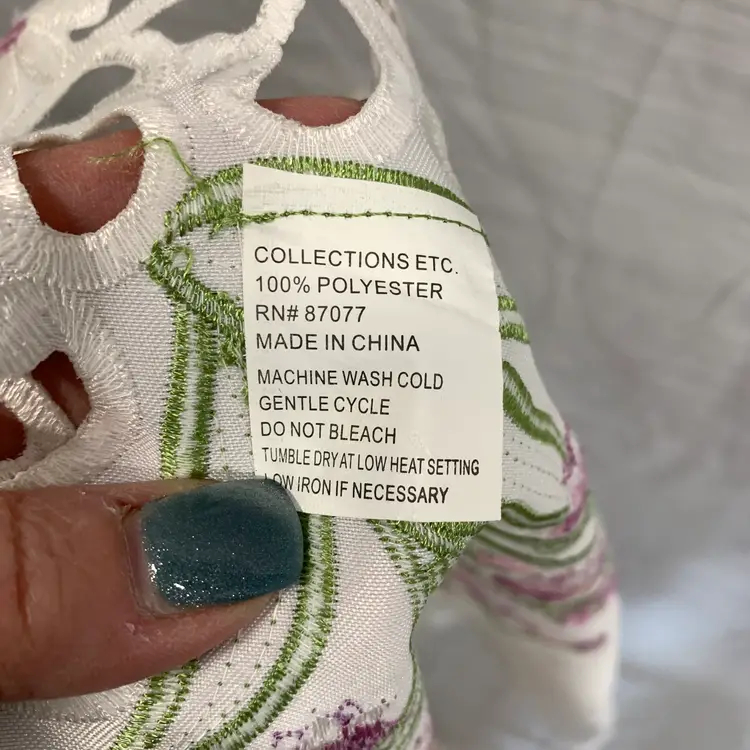 COLLECTIONS ETC.
100% POLYESTER
RN# 87077
MADE IN CHINA
MACHINE WASH COLD
GENTLE CYCLE
DO NOT BLEACH
TUMBLE DRY AT LOW HEAT SETTING
LOW IRON IF NECESSARY